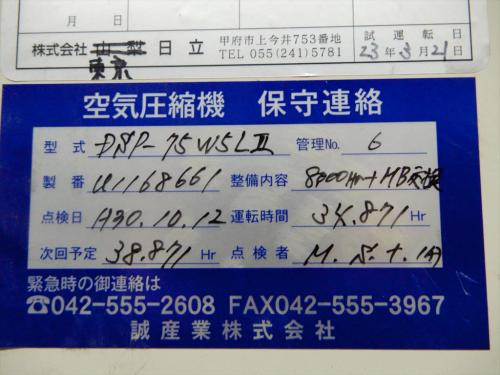 月 日
試運転日
23年3月21日
株式会社 山梨 日立
東京
甲府市上今井753番地
TEL 055(241)5781
空気圧縮機 保守連絡
型式 DSP-75W5LII 管理No. 6
製番 U1168661 整備内容 8000Hr+MB交換
点検日 H30.10.12 運転時間 34.871 Hr
次回予定 38.871 Hr 点検者 M.S.t.
緊急時の御連絡は
☎042-555-2608 FAX042-555-3967
誠産業株式会社